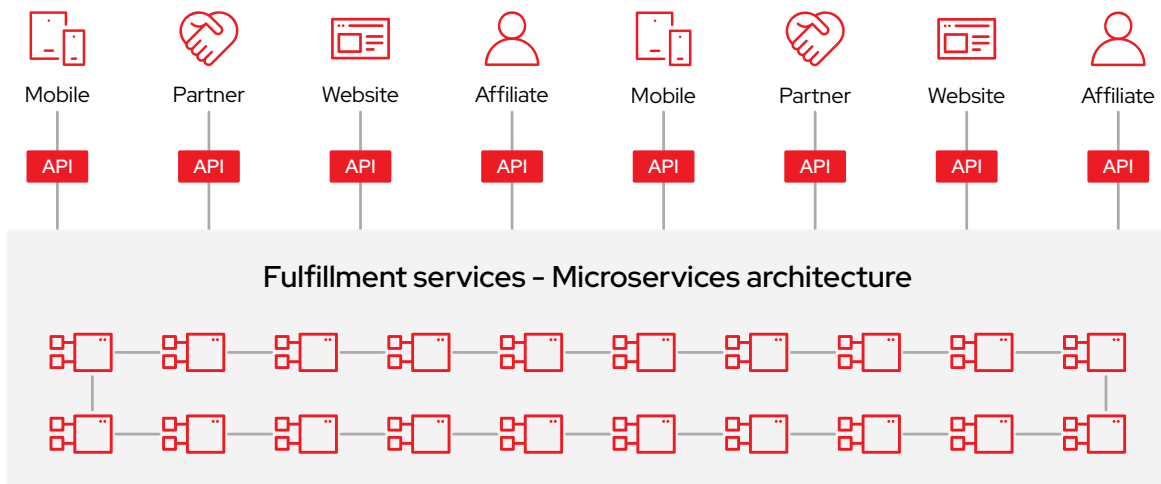 Mobile Partner Website Affiliate Mobile Partner Website Affiliate
API API API API API API API API
Fulfillment services - Microservices architecture